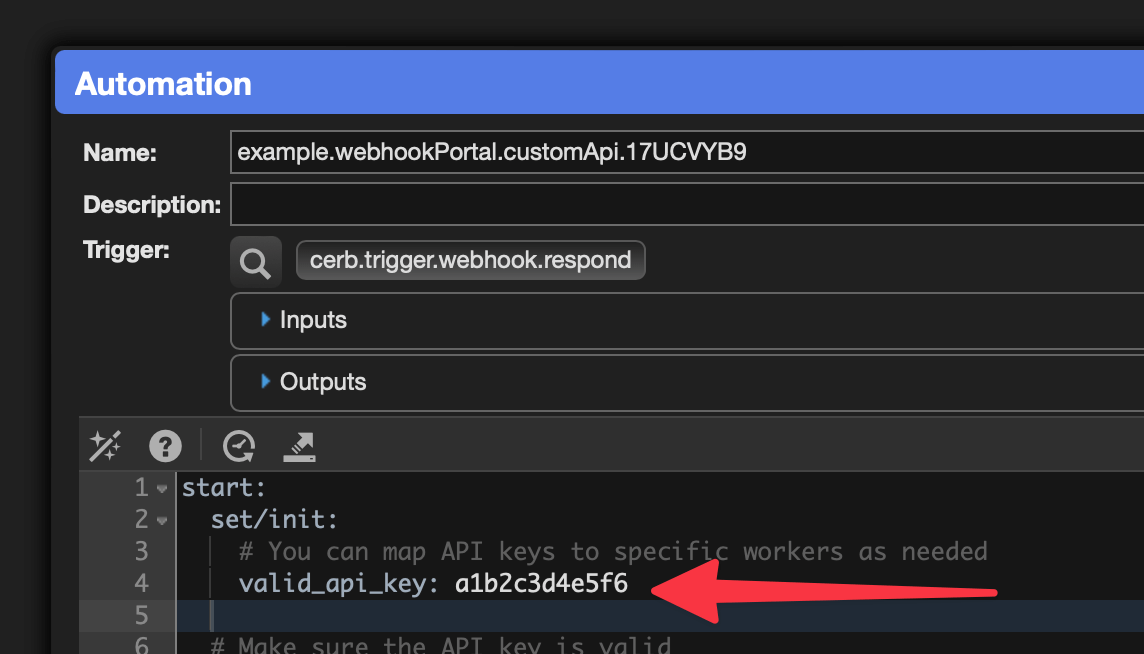 Automation
Name: example.webhookPortal.customApi.17UCVYB9
Description:
Trigger: cerb.trigger.webhook.respond
Inputs
Outputs
1 start:
2 set/init:
3 # You can map API keys to specific workers as needed
4 valid_api_key: a1b2c3d4e5f6
5
6 # Make sure the API key is valid